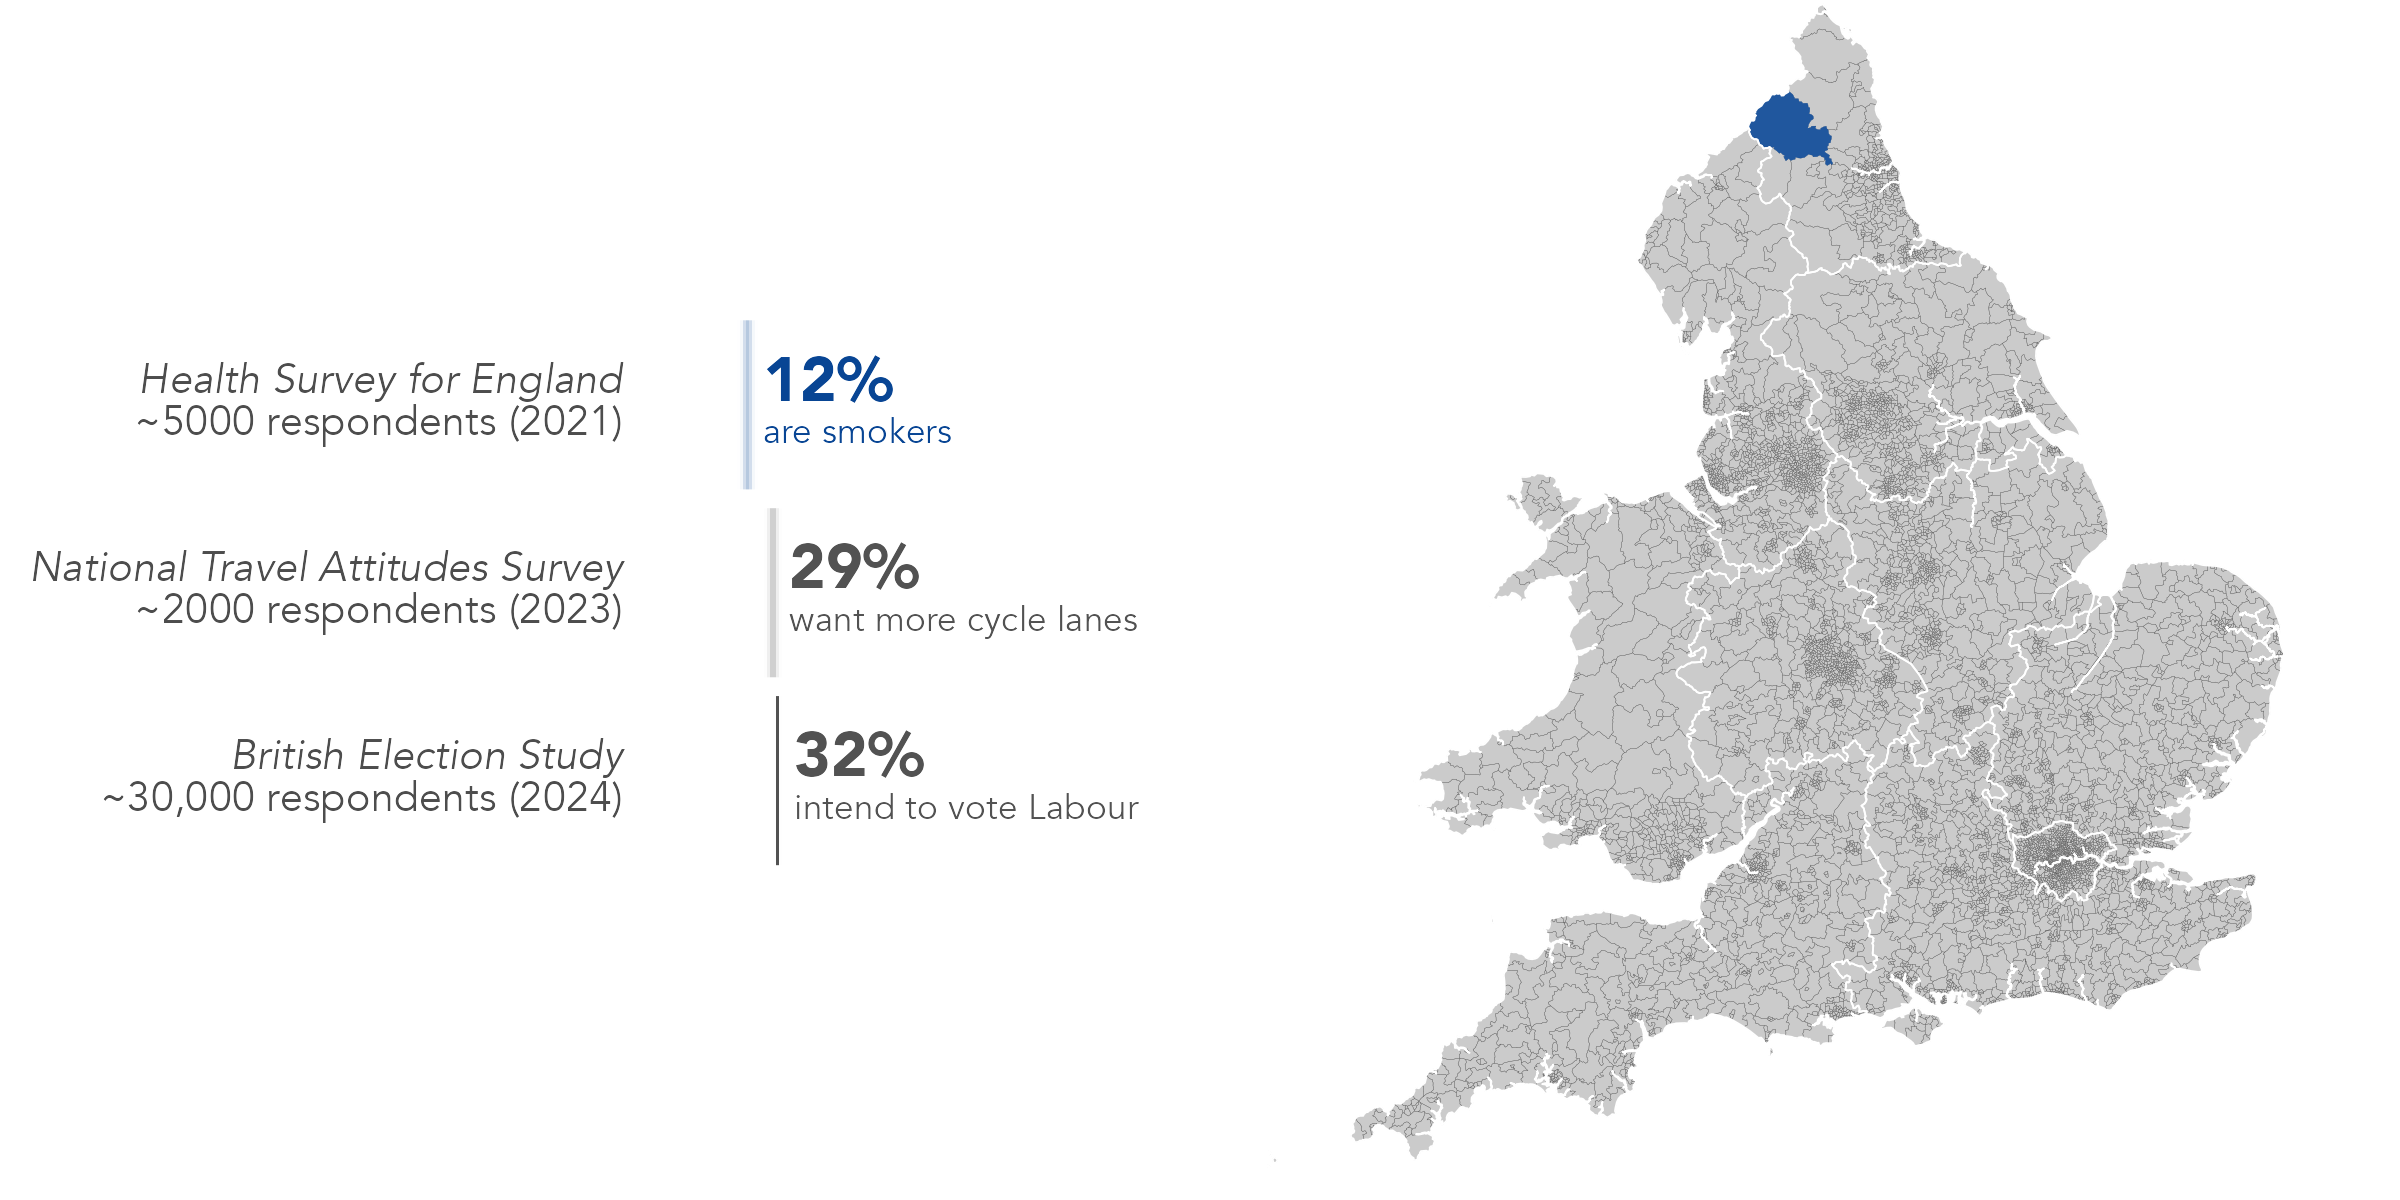 Health Survey for England
~5000 respondents (2021)
12%
are smokers
National Travel Attitudes Survey
~2000 respondents (2023)
29%
want more cycle lanes
British Election Study
~30,000 respondents (2024)
32%
intend to vote Labour